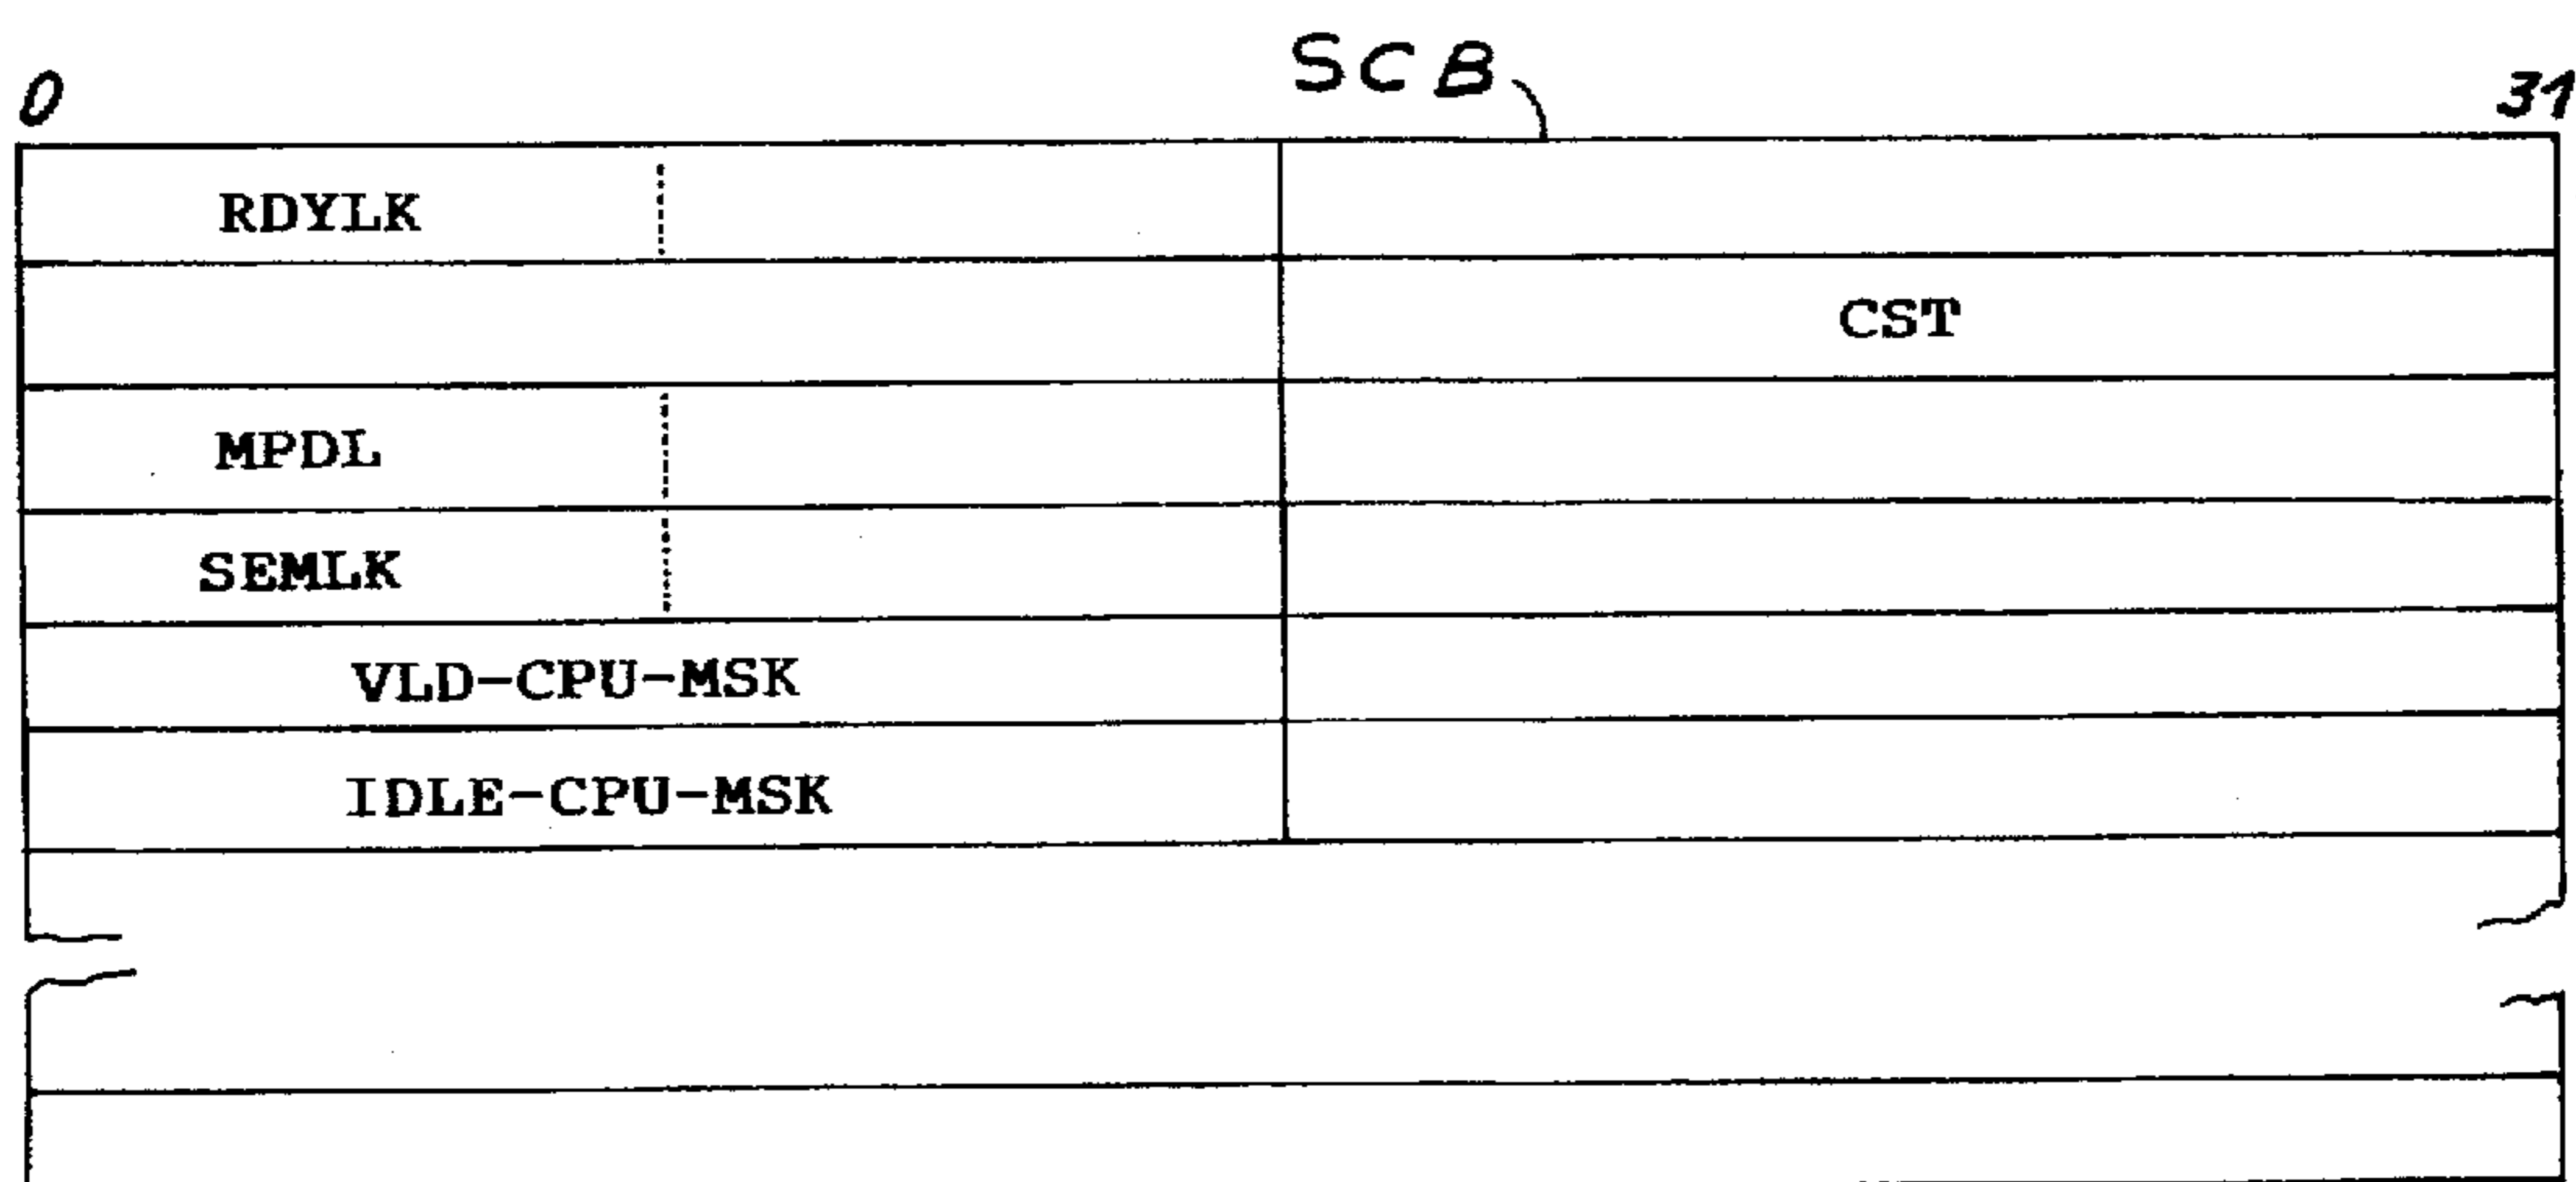 SCB
0 31
RDYLK
CST
MPDL
SEMLK
VLD-CPU-MSK
IDLE-CPU-MSK